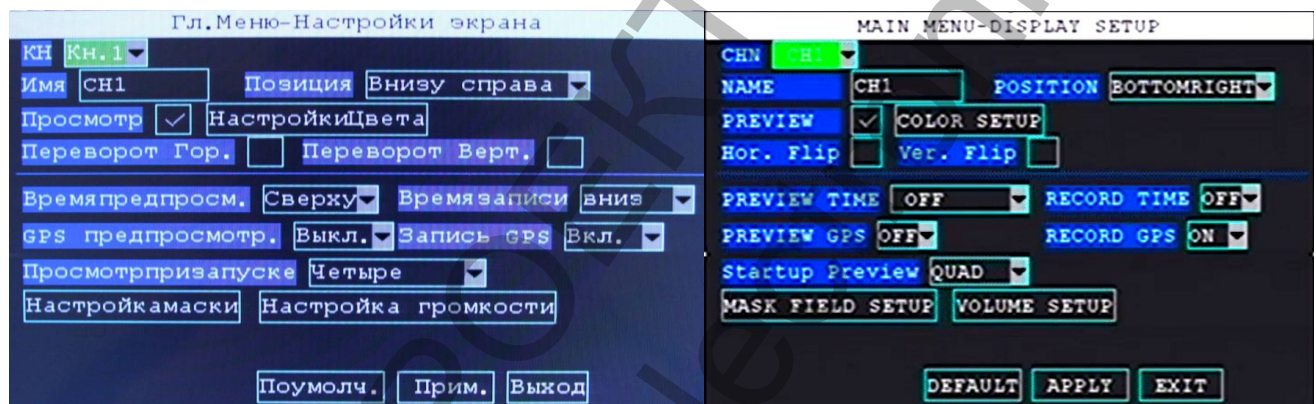 Гл.Меню-Настройки экрана
КН Кн.1
Имя CH1 Позиция Внизу справа
Просмотр НастройкиЦвета
Переворот Гор. Переворот Верт.
Времяпредпросм. Сверху Времязаписи вниз
GPS предпросмотр. Выкл. Запись GPS Вкл.
Просмотрпризапуске Четыре
Настройкамаски Настройка громкости
Поумолч. Прим. Выход
MAIN MENU-DISPLAY SETUP
CHN CH1
NAME CH1 POSITION BOTTOMRIGHT
PREVIEW COLOR SETUP
Hor. Flip Ver. Flip
PREVIEW TIME OFF RECORD TIME OFF
PREVIEW GPS OFF RECORD GPS ON
Startup Preview QUAD
MASK FIELD SETUP VOLUME SETUP
DEFAULT APPLY EXIT